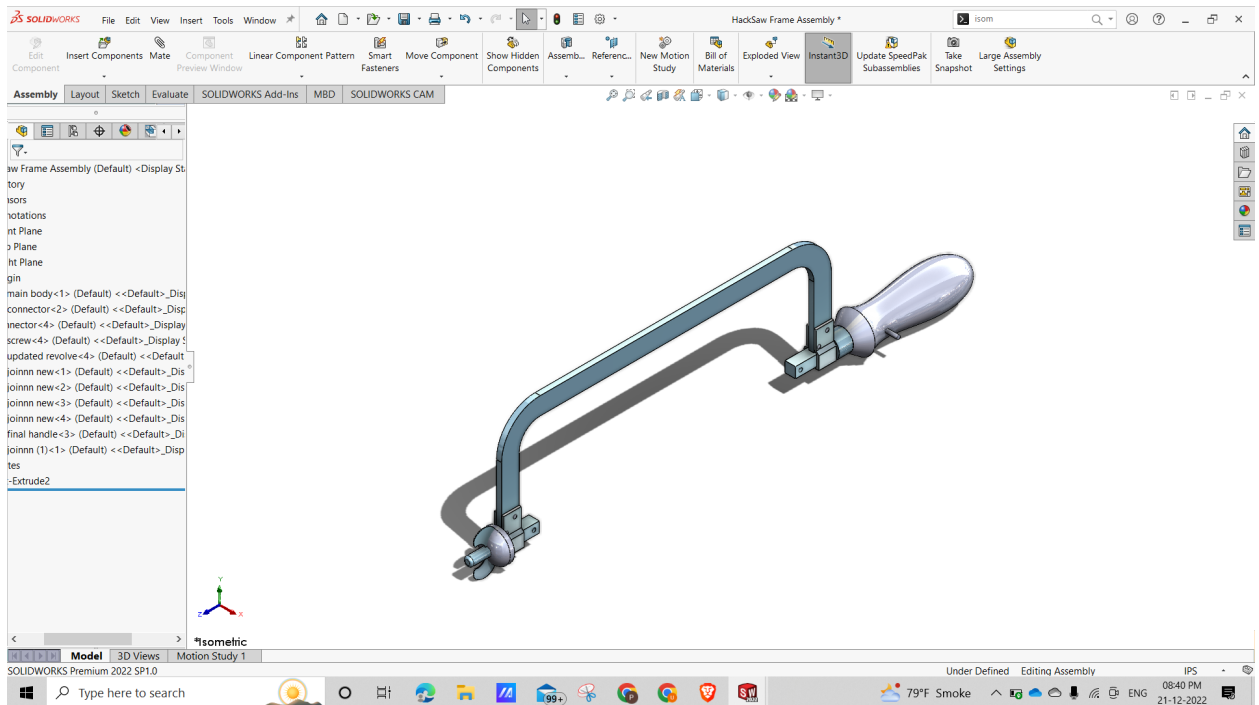 SOLIDWORKS File Edit View Insert Tools Window HackSaw Frame Assembly * isom
Edit Component
Insert Components
Mate
Component Preview Window
Linear Component Pattern
Smart Fasteners
Move Component
Show Hidden Components
Assemb...
Referenc...
New Motion Study
Bill of Materials
Exploded View
Instant3D
Update SpeedPak Subassemblies
Take Snapshot
Large Assembly Settings
Assembly Layout Sketch Evaluate SOLIDWORKS Add-Ins MBD SOLIDWORKS CAM
aw Frame Assembly (Default) <Display St
tory
isors
notations
nt Plane
p Plane
ht Plane
gin
main body<1> (Default) <<Default>_Disp
connector<2> (Default) <<Default>_Disp
nnector<4> (Default) <<Default>_Display
screw<4> (Default) <<Default>_Display S
updated revolve<4> (Default) <<Default
joinnn new<1> (Default) <<Default>_Dis
joinnn new<2> (Default) <<Default>_Dis
joinnn new<3> (Default) <<Default>_Dis
joinnn new<4> (Default) <<Default>_Dis
final handle<3> (Default) <<Default>_Di
joinnn (1)<1> (Default) <<Default>_Disp
tes
-Extrude2
Y
Z X
*Isometric
Model 3D Views Motion Study 1
SOLIDWORKS Premium 2022 SP1.0 Under Defined Editing Assembly IPS
Type here to search 99+ 79°F Smoke ENG 08:40 PM
21-12-2022